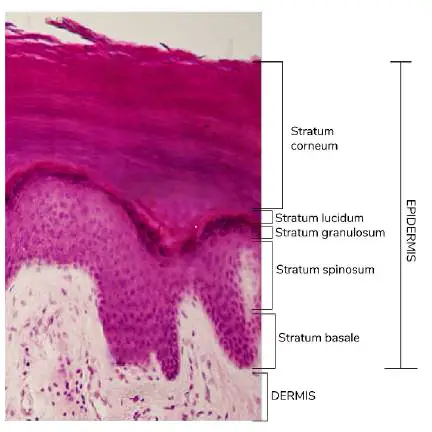 Stratum
corneum
Stratum lucidum
Stratum granulosum
EPIDERMIS
Stratum spinosum
Stratum basale
DERMIS